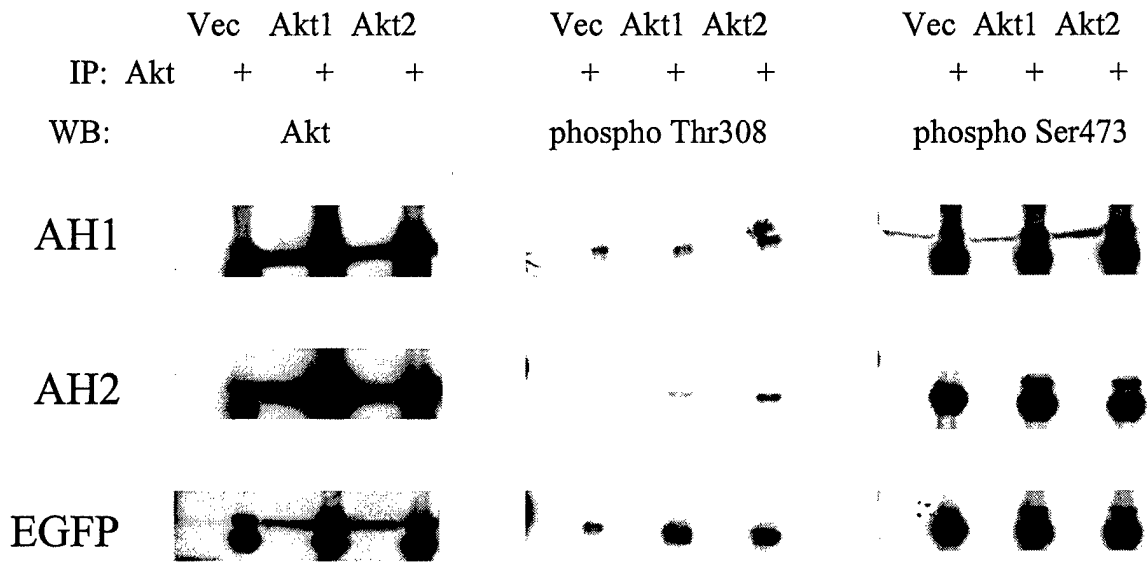 Vec Akt1 Akt2 Vec Akt1 Akt2 Vec Akt1 Akt2
IP: Akt + + + + + + + + +
WB: Akt phospho Thr308 phospho Ser473
AH1
AH2
EGFP